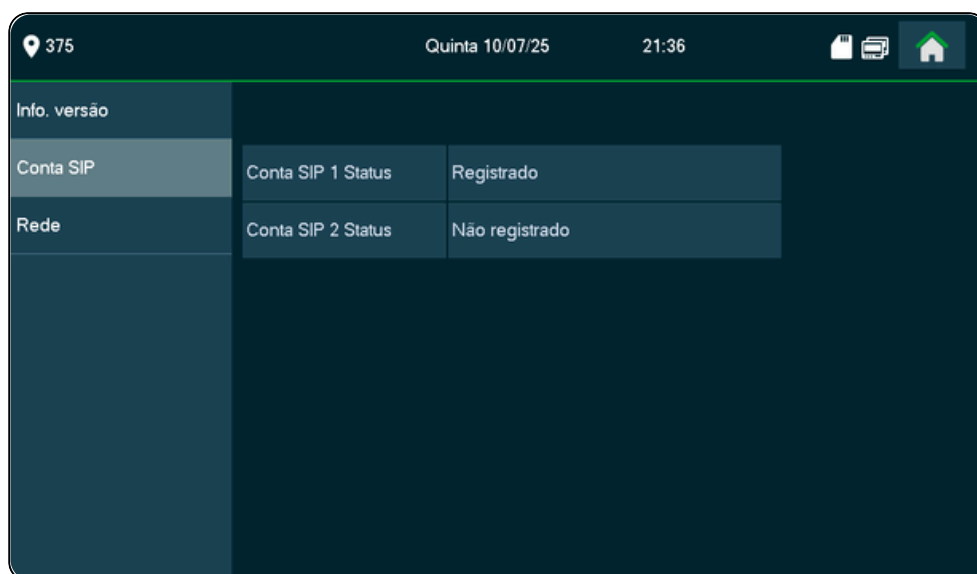 375 Quinta 10/07/25 21:36
Info. versão
Conta SIP
Conta SIP 1 Status Registrado
Rede
Conta SIP 2 Status Não registrado